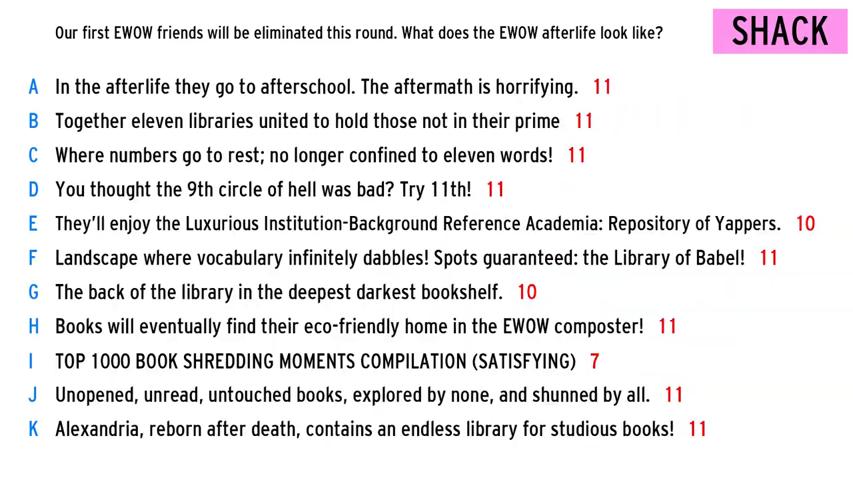 Our first EWOW friends will be eliminated this round. What does the EWOW afterlife look like?
SHACK
A In the afterlife they go to afterschool. The aftermath is horrifying. 11
B Together eleven libraries united to hold those not in their prime 11
C Where numbers go to rest; no longer confined to eleven words! 11
D You thought the 9th circle of hell was bad? Try 11th! 11
E They'll enjoy the Luxurious Institution-Background Reference Academia: Repository of Yappers. 10
F Landscape where vocabulary infinitely dabbles! Spots guaranteed: the Library of Babel! 11
G The back of the library in the deepest darkest bookshelf. 10
H Books will eventually find their eco-friendly home in the EWOW composter! 11
I TOP 1000 BOOK SHREDDING MOMENTS COMPILATION (SATISFYING) 7
J Unopened, unread, untouched books, explored by none, and shunned by all. 11
K Alexandria, reborn after death, contains an endless library for studious books! 11